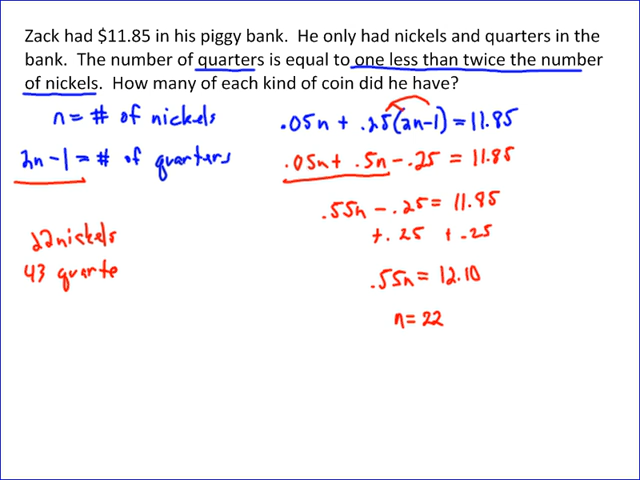 Zack had $11.85 in his piggy bank. He only had nickels and quarters in the
bank. The number of quarters is equal to one less than twice the number
of nickels. How many of each kind of coin did he have?
n = # of nickels
2n - 1 = # of quarters
22 nickels
43 quarte
.05n + .25(2n-1) = 11.85
.05n + .5n - .25 = 11.85
.55n - .25 = 11.85
+ .25 + .25
.55n = 12.10
n = 22